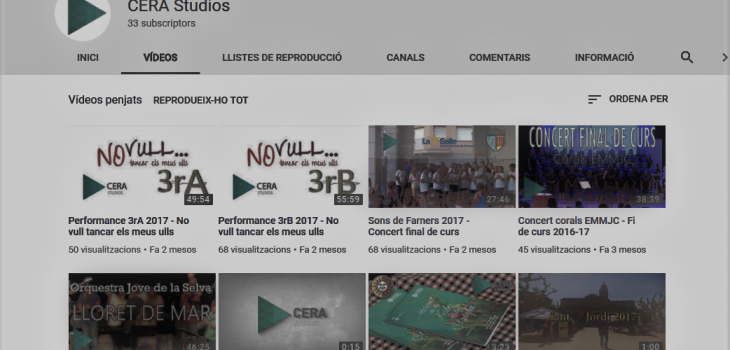 CERA Studios
33 subscriptors
INICI VÍDEOS LLISTES DE REPRODUCCIÓ CANALS COMENTARIS INFORMACIÓ
Vídeos penjats REPRODUEIX-HO TOT ORDENA PER
NO VULL...
tancar els meus ulls
CERA
STUDIOS
3rA
49:54
NO VULL...
tancar els meus ulls
CERA
STUDIOS
3rB
55:59
La Salle
27:46
CONCERT FINAL DE CURS
Corals EMMJC
38:39
Performance 3rA 2017 - No
vull tancar els meus ulls
50 visualitzacions • Fa 2 mesos
Performance 3rB 2017 - No
vull tancar els meus ulls
68 visualitzacions • Fa 2 mesos
Sons de Farners 2017 -
Concert final de curs
68 visualitzacions • Fa 2 mesos
Concert corals EMMJC - Fi
de curs 2016-17
45 visualitzacions • Fa 3 mesos
Orquestra Jove de la Selva
LLORET DE MAR
46:25
CERA
STUDIOS
0:15
3:23
Sant Jordi 2017
1:00